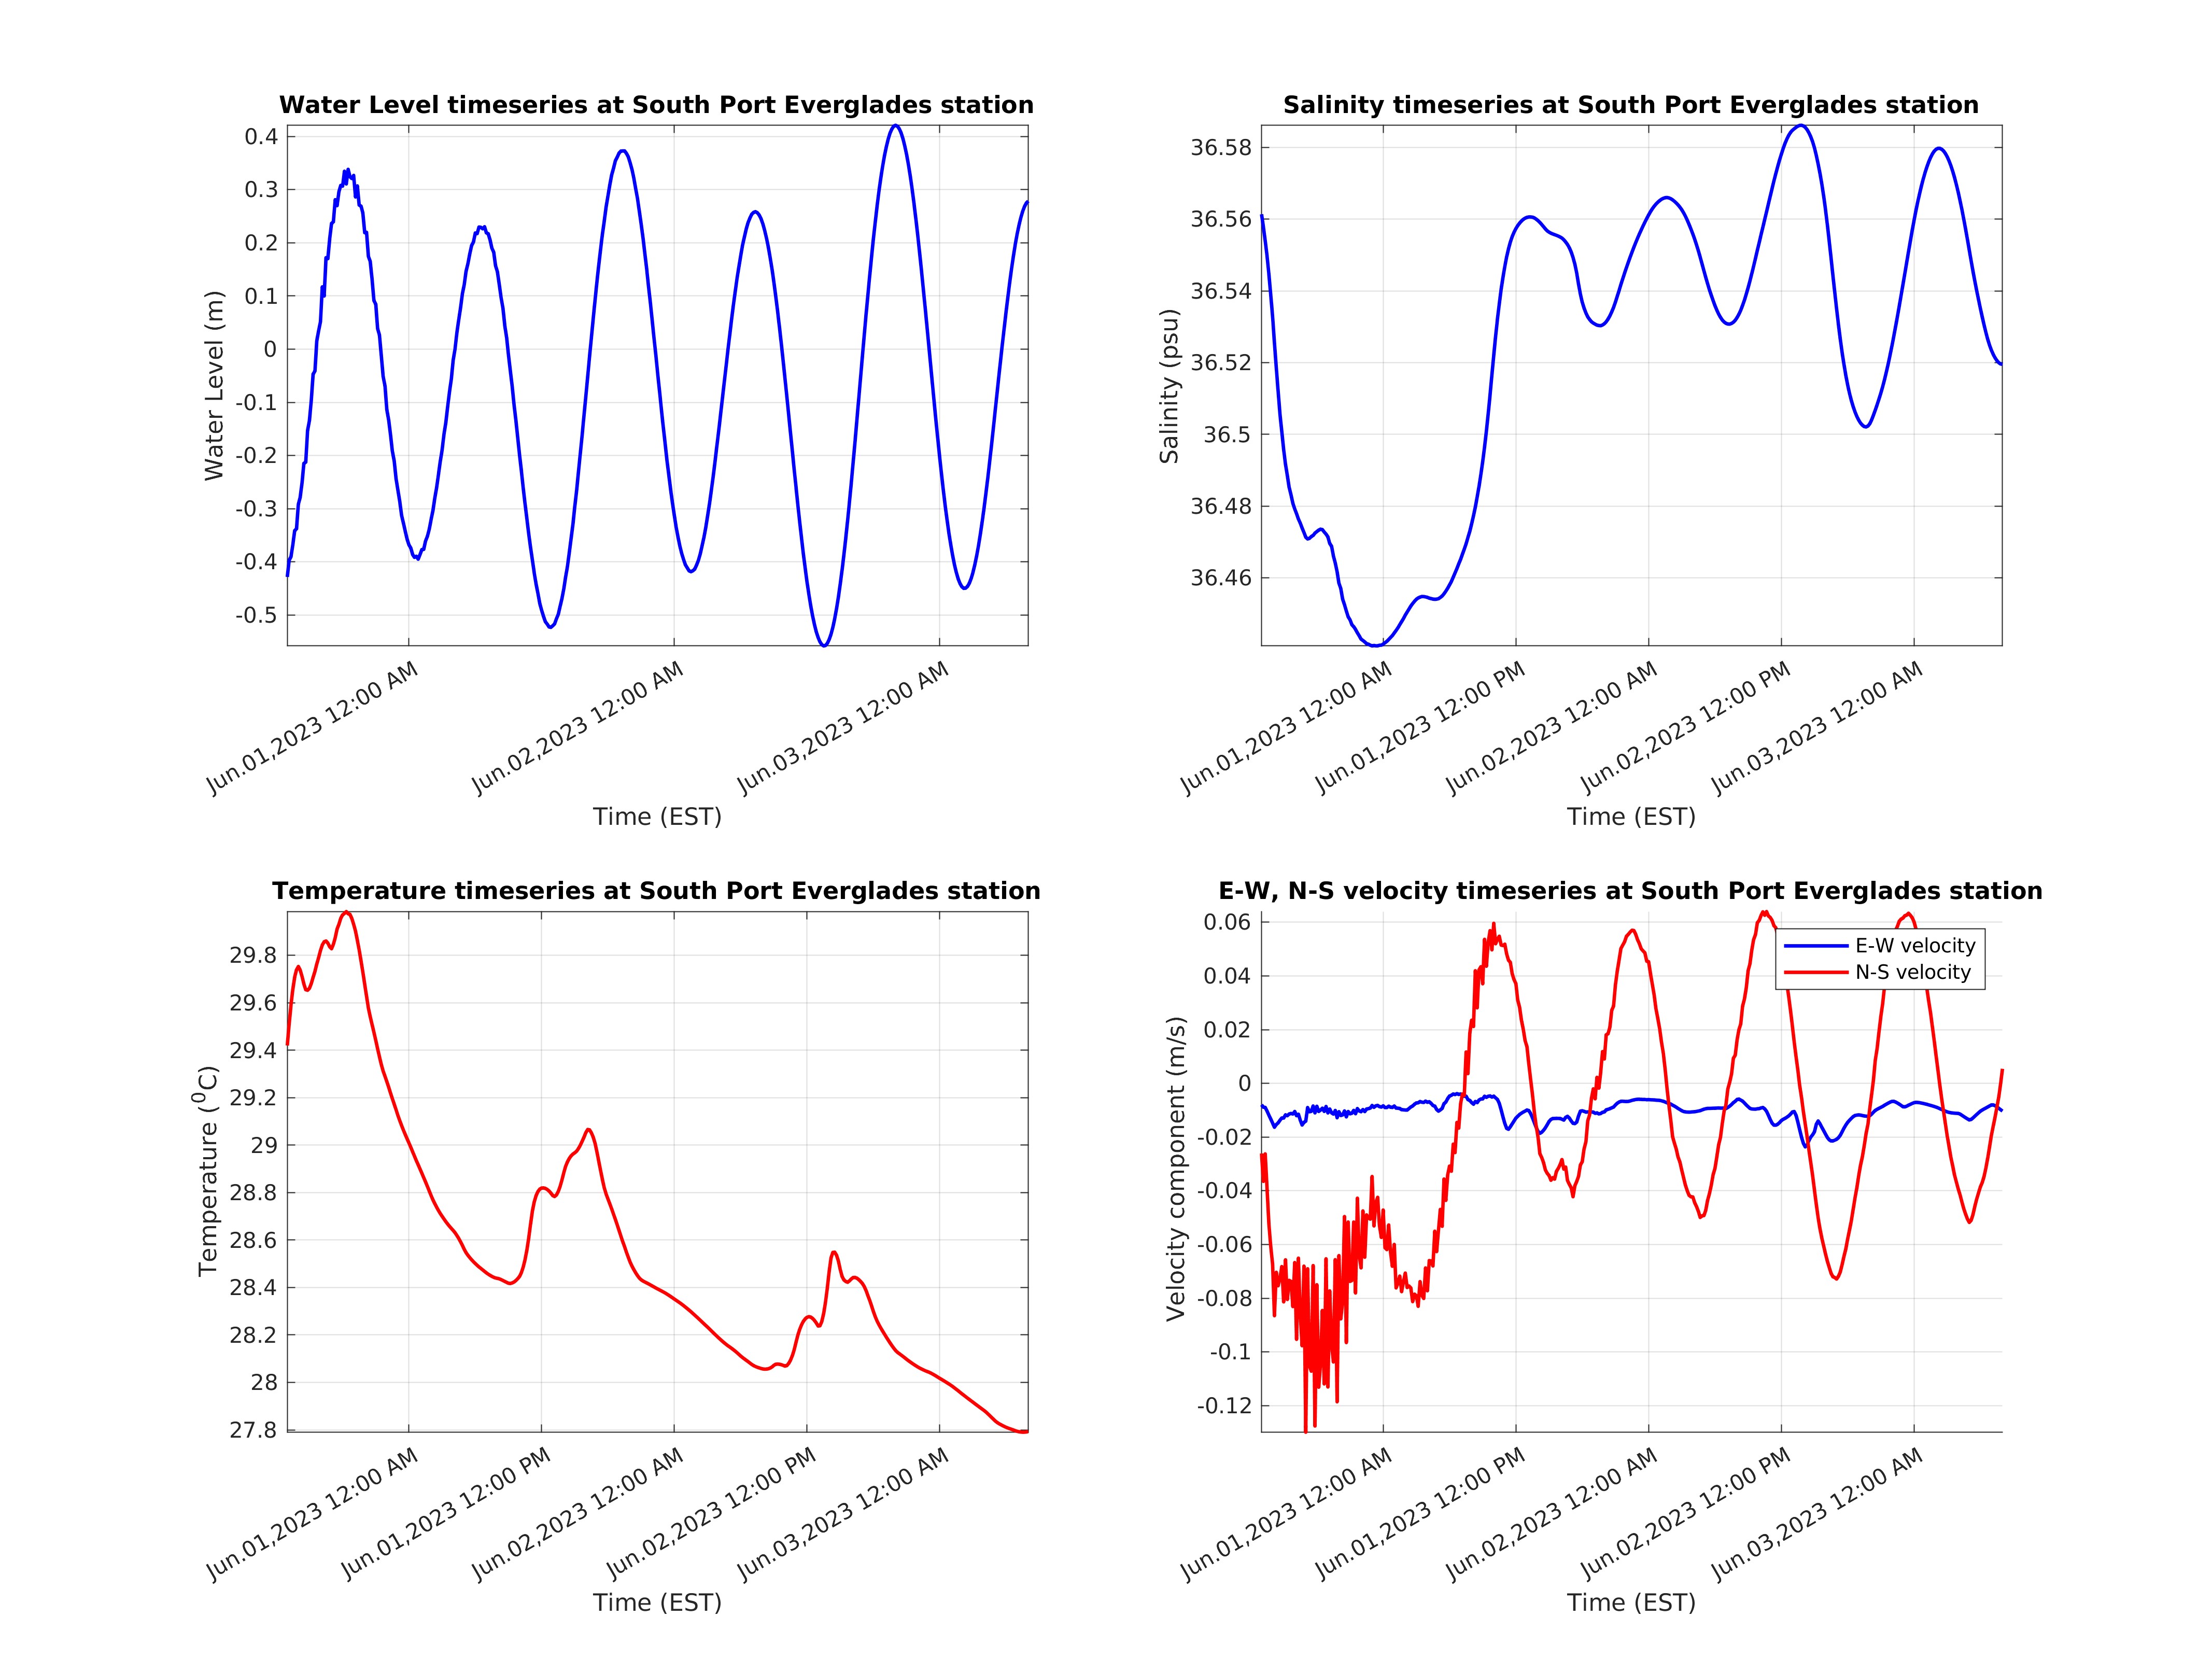 Water Level timeseries at South Port Everglades station
0.4
0.3
0.2
0.1
0
-0.1
-0.2
-0.3
-0.4
-0.5
Water Level (m)
Jun.01,2023 12:00 AM
Jun.02,2023 12:00 AM
Jun.03,2023 12:00 AM
Time (EST)
Salinity timeseries at South Port Everglades station
36.58
36.56
36.54
36.52
36.5
36.48
36.46
Salinity (psu)
Jun.01,2023 12:00 AM
Jun.01,2023 12:00 PM
Jun.02,2023 12:00 AM
Jun.02,2023 12:00 PM
Jun.03,2023 12:00 AM
Time (EST)
Temperature timeseries at South Port Everglades station
29.8
29.6
29.4
29.2
29
28.8
28.6
28.4
28.2
28
27.8
Temperature (⁰C)
Jun.01,2023 12:00 AM
Jun.01,2023 12:00 PM
Jun.02,2023 12:00 AM
Jun.02,2023 12:00 PM
Jun.03,2023 12:00 AM
Time (EST)
E-W, N-S velocity timeseries at South Port Everglades station
0.06
0.04
0.02
0
-0.02
-0.04
-0.06
-0.08
-0.1
-0.12
Velocity component (m/s)
E-W velocity
N-S velocity
Jun.01,2023 12:00 AM
Jun.01,2023 12:00 PM
Jun.02,2023 12:00 AM
Jun.02,2023 12:00 PM
Jun.03,2023 12:00 AM
Time (EST)